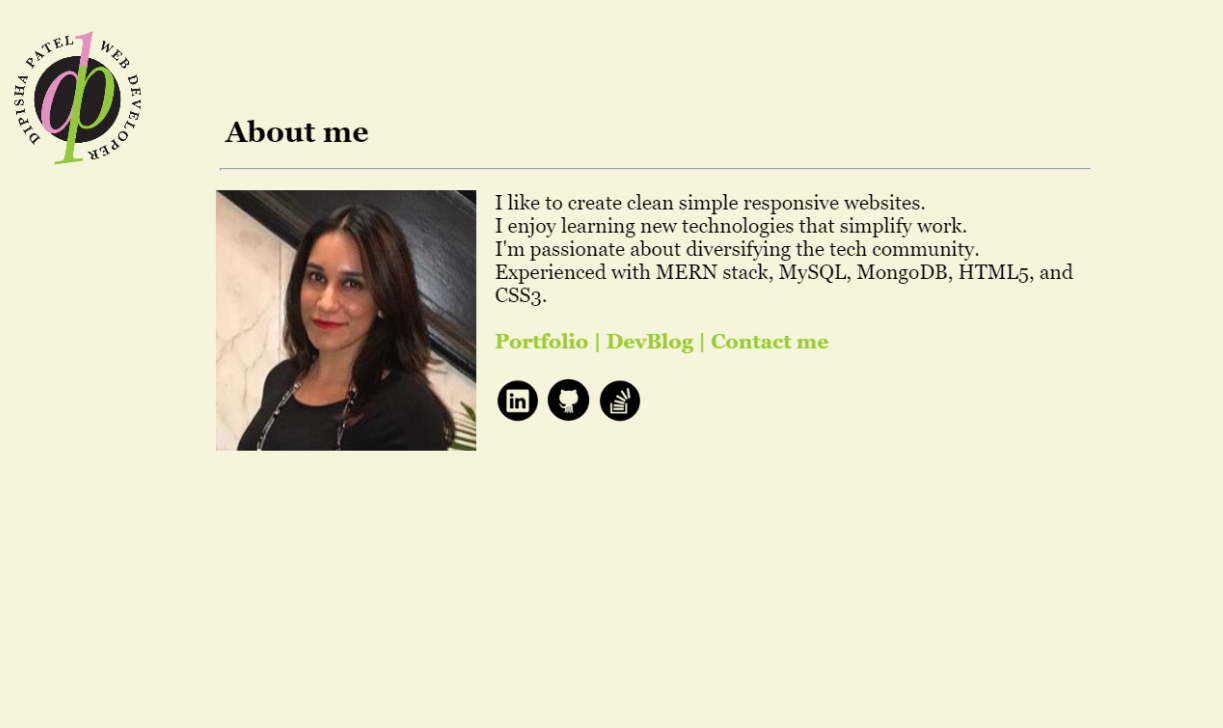 DIPISHA PATEL WEB DEVELOPER
About me
I like to create clean simple responsive websites.
I enjoy learning new technologies that simplify work.
I'm passionate about diversifying the tech community.
Experienced with MERN stack, MySQL, MongoDB, HTML5, and
CSS3.
Portfolio | DevBlog | Contact me
in